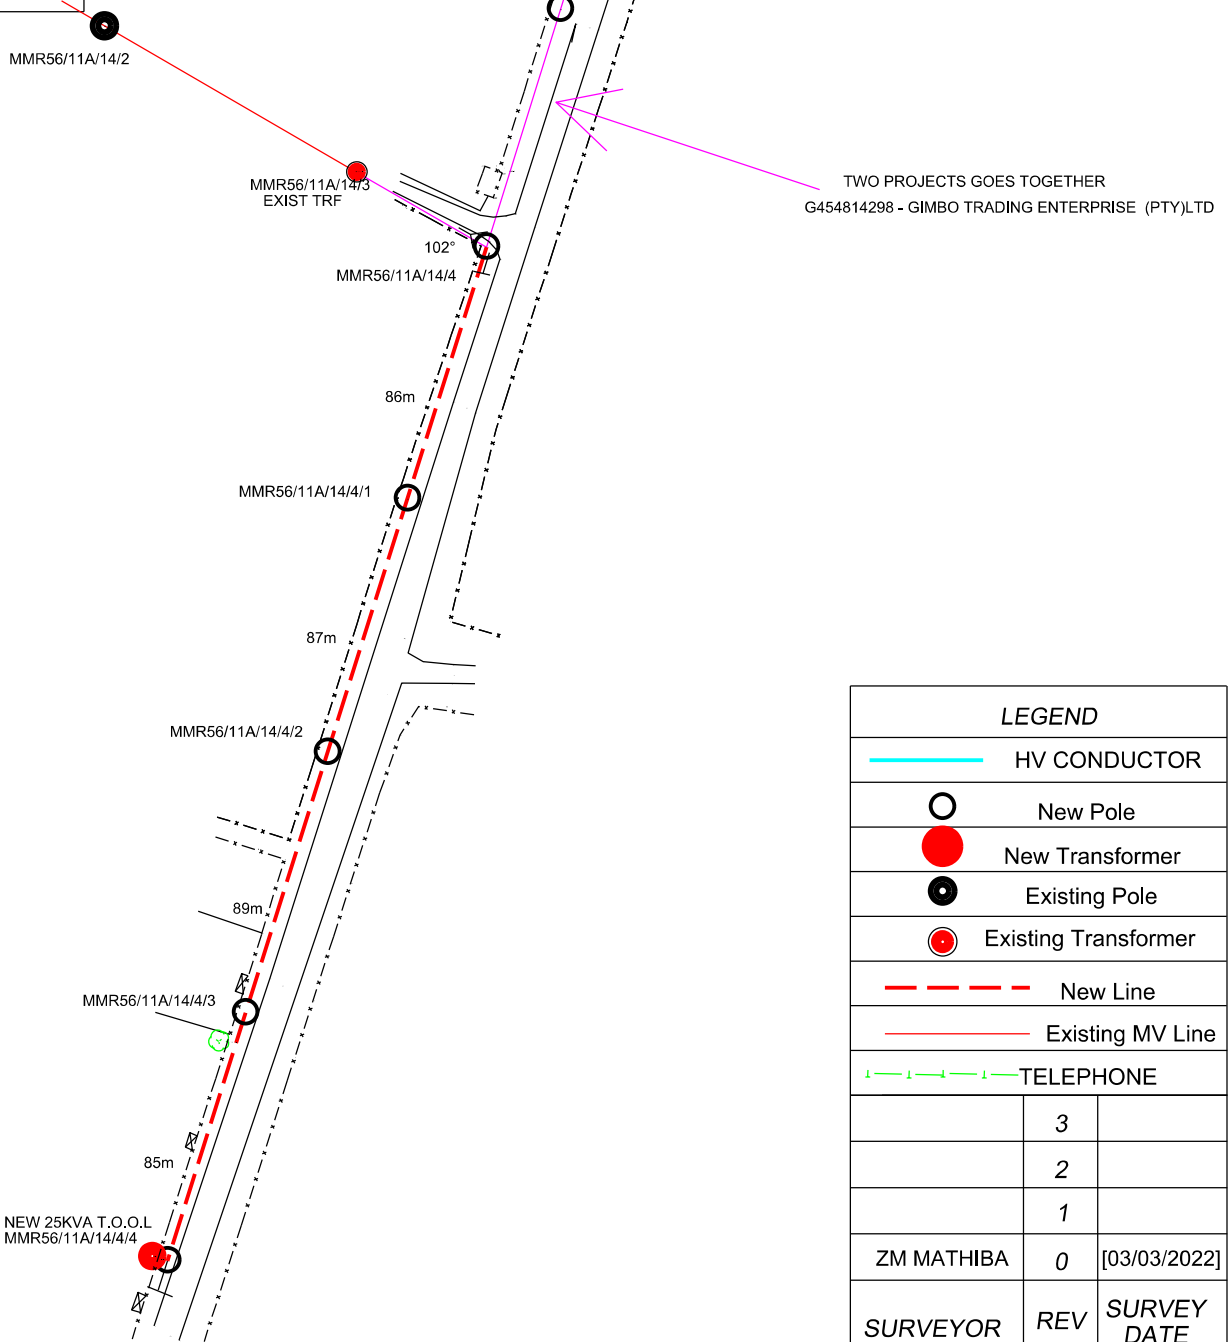 MMR56/11A/14/2
MMR56/11A/14/3
EXIST TRF
TWO PROJECTS GOES TOGETHER
G454814298 - GIMBO TRADING ENTERPRISE (PTY)LTD
102°
MMR56/11A/14/4
86m
MMR56/11A/14/4/1
87m
MMR56/11A/14/4/2
89m
MMR56/11A/14/4/3
85m
NEW 25KVA T.O.O.L
MMR56/11A/14/4/4
LEGEND
HV CONDUCTOR
New Pole
New Transformer
Existing Pole
Existing Transformer
New Line
Existing MV Line
TELEPHONE
3
2
1
ZM MATHIBA 0 [03/03/2022]
SURVEYOR REV SURVEY
DATE